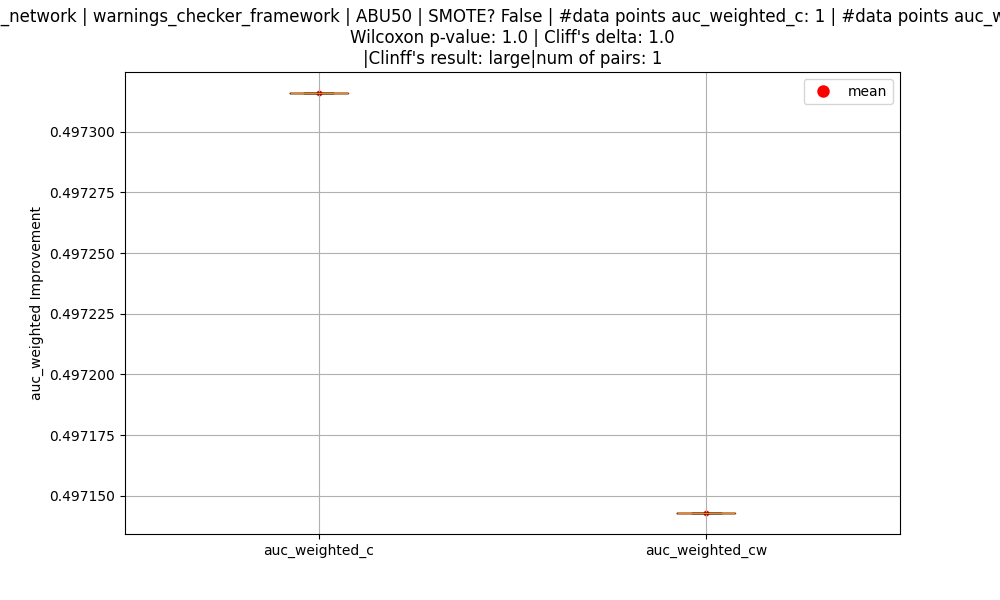 _network | warnings_checker_framework | ABU50 | SMOTE? False | #data points auc_weighted_c: 1 | #data points
Wilcoxon p-value: 1.0 | Cliff's delta: 1.0
|Clinff's result: large|num of pairs: 1
mean
0.497300
0.497275
0.497250
0.497225
0.497200
0.497175
0.497150
auc_weighted Improvement
auc_weighted_c
auc_weighted_cw